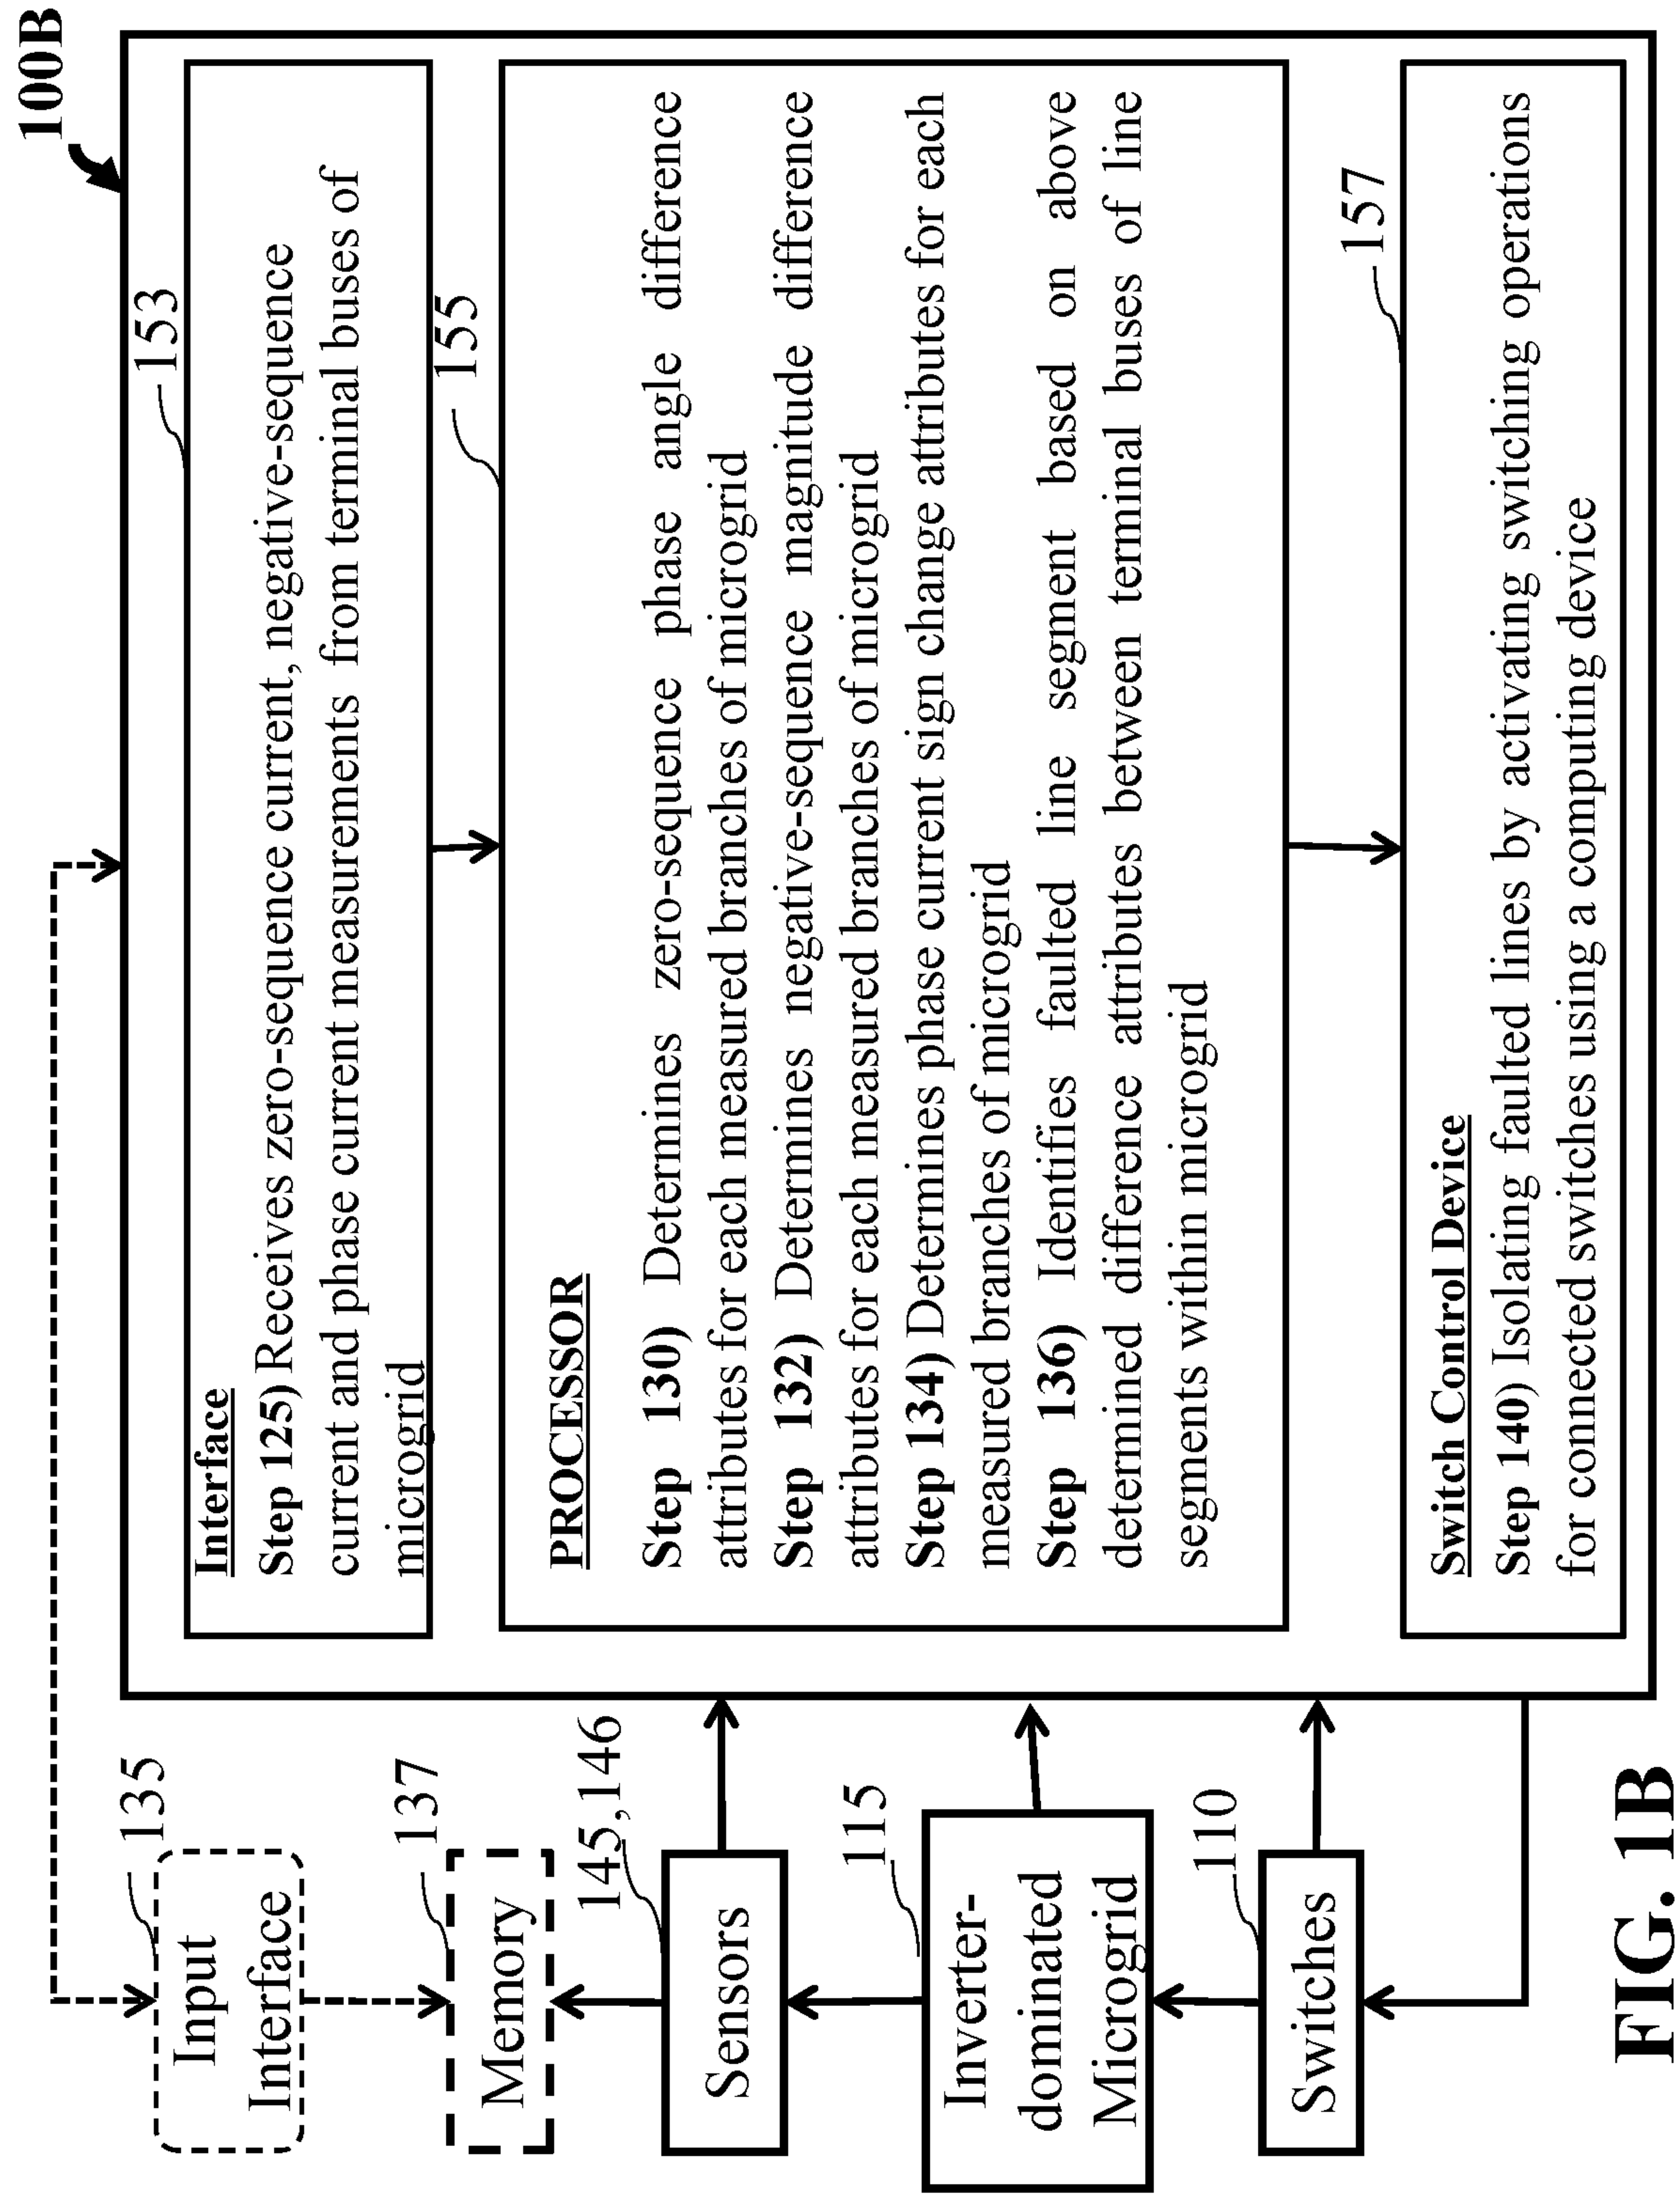 100B
135
Input
Interface
137
Memory
145,146
Sensors
115
Inverter-
dominated
Microgrid
110
Switches
153
Interface
Step 125) Receives zero-sequence current, negative-sequence
current and phase current measurements from terminal buses of
microgrid
155
PROCESSOR
Step 130) Determines zero-sequence phase angle difference
attributes for each measured branches of microgrid
Step 132) Determines negative-sequence magnitude difference
attributes for each measured branches of microgrid
Step 134) Determines phase current sign change attributes for each
measured branches of microgrid
Step 136) Identifies faulted line segment based on above
determined difference attributes between terminal buses of line
segments within microgrid
157
Switch Control Device
Step 140) Isolating faulted lines by activating switching operations
for connected switches using a computing device
FIG. 1B